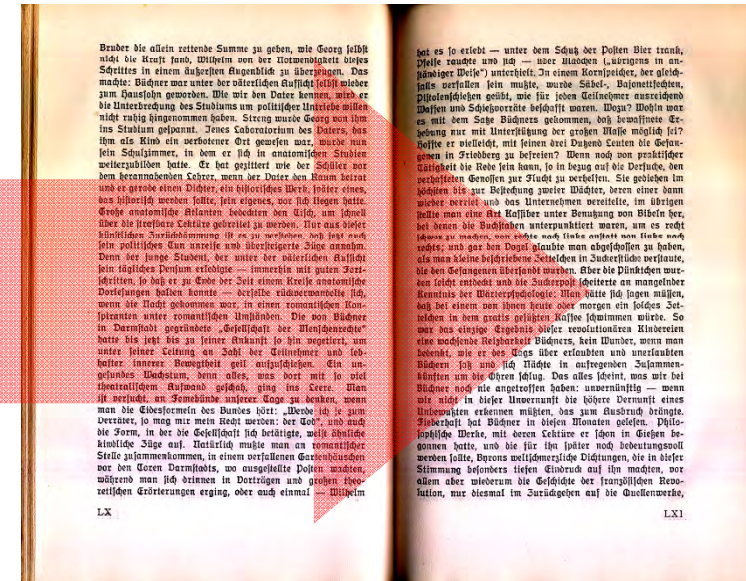 Bruder die allein rettende Summe zu geben, wie Georg selbst
nicht die Kraft fand, Wilhelm von der Notwendigkeit dieses
Schrittes in einem äußersten Augenblick zu überzeugen. Das
machte: Büchner war unter der väterlichen Aufsicht selbst wieder
zum Haussohn geworden. Wie wir den Vater kennen, wird er
die Unterbrechung des Studiums um politischer Umtriebe willen
nicht ruhig hingenommen haben. Streng wurde Georg von ihm
ins Studium gespannt. Jenes Laboratorium des Vaters, das
ihm als Kind ein verbotener Ort gewesen war, wurde nun
sein Schulzimmer, in dem er sich in anatomischen Studien
weiterzubilden hatte. Er hat gezittert wie der Schüler vor
dem herannahenden Lehrer, wenn der Vater den Raum betrat
und er gerade einen Dichter, ein historisches Werk, später eines,
das historisch werden sollte, sein eigenes, vor sich liegen hatte.
Große anatomische Atlanten bedeckten den Tisch, um schnell
über die strafbare Lektüre gebreitet zu werden. Nur aus dieser
künstlichen Zurückdämmung ist es zu verstehen, daß jetzt auch
sein politisches Tun unreife und übersteigerte Züge annahm.
Denn der junge Student, der unter der väterlichen Aufsicht
sein tägliches Pensum erledigte — immerhin mit guten Fort-
schritten, so daß er zu Ende der Zeit einem Kreise anatomische
Vorlesungen halten konnte — derselbe rückverwandelte sich,
wenn die Nacht gekommen war, in einen romantischen Kon-
spiranten unter romantischen Umständen. Die von Büchner
in Darmstadt gegründete „Gesellschaft der Menschenrechte“
hatte bis jetzt bis zu seiner Ankunft so hin vegetiert, um
unter seiner Leitung an Zahl der Teilnehmer und leb-
hafter innerer Bewegtheit geil aufzuschießen. Ein un-
gesundes Wachstum, denn alles, was dort mit so viel
theatralischem Aufwand geschah, ging ins Leere. Man
ist versucht, an Femebünde unserer Tage zu denken, wenn
man die Eidesformeln des Bundes hört: „Werde ich je zum
Verräter, so mag mir mein Recht werden: der Tod“, und auch
die Form, in der die Gesellschaft sich betätigte, weist ähnliche
kindliche Züge auf. Natürlich mußte man an romantischer
Stelle zusammenkommen, in einem verfallenen Gartenhäuschen
vor den Toren Darmstadts, wo ausgestellte Posten wachten,
während man sich drinnen in Vorträgen und großen theo-
retischen Erörterungen erging, oder auch einmal — Wilhelm
LX
hat es so erlebt — unter dem Schutz der Posten Bier trank,
Pfeife rauchte und sich — über Mädchen („übrigens in an-
ständiger Weise“) unterhielt. In einem Kornspeicher, der gleich-
falls verfallen sein mußte, wurde Säbel-, Bajonettfechten,
Pistolenschießen geübt, wie für jeden Teilnehmer ausreichend
Waffen und Schießvorräte beschafft waren. Wozu? Wohin war
es mit dem Satze Büchners gekommen, daß bewaffnete Er-
hebung nur mit Unterstützung der großen Masse möglich sei?
Hoffte er vielleicht, mit seinen drei Dutzend Leuten die Gefan-
genen in Friedberg zu befreien? Wenn noch von praktischer
Tätigkeit die Rede sein kann, so in bezug auf die Versuche, den
verhafteten Genossen zur Flucht zu verhelfen. Sie gediehen im
höchsten bis zur Bestechung zweier Wächter, deren einer dann
wieder verriet und das Unternehmen vereitelte, im übrigen
stellte man eine Art Kassiber unter Benutzung von Bibeln her,
bei denen die Buchstaben unterpunktiert waren, um es recht
schwer zu machen, von rechts nach links anstatt von links nach
rechts; und gar den Vogel glaubte man abgeschossen zu haben,
als man kleine beschriebene Zettelchen in Zuckerstücke verstaute,
die den Gefangenen übersandt wurden. Aber die Pünktchen wur-
den leicht entdeckt und die Zuckerpost scheiterte an mangelnder
Kenntnis der Wärterpsychologie: Man hätte sich sagen müssen,
daß bei einem von ihnen heute oder morgen ein solches Zet-
telchen in dem gratis gesüßten Kaffee schwimmen würde. So
war das einzige Ergebnis dieser revolutionären Kindereien
eine wachsende Reizbarkeit Büchners, kein Wunder, wenn man
bedenkt, wie er des Tags über erlaubten und unerlaubten
Büchern saß und sich Nächte in aufregenden Zusammen-
künften um die Ohren schlug. Das alles scheint, was wir bei
Büchner noch nie angetroffen haben: unvernünftig — wenn
wir nicht in dieser Unvernunft die höhere Vernunft eines
Unbewußten erkennen müßten, das zum Ausbruch drängte.
Fieberhaft hat Büchner in diesen Monaten gelesen. Philo-
sophische Werke, mit deren Lektüre er schon in Gießen be-
gonnen hatte, und die für ihn später noch bedeutungsvoll
werden sollte, Byrons weltschmerzliche Dichtungen, die in dieser
Stimmung besonders tiefen Eindruck auf ihn machten, vor
allem aber wiederum die Geschichte der französischen Revo-
lution, nur diesmal im Zurückgehen auf die Quellenwerke,
LXI